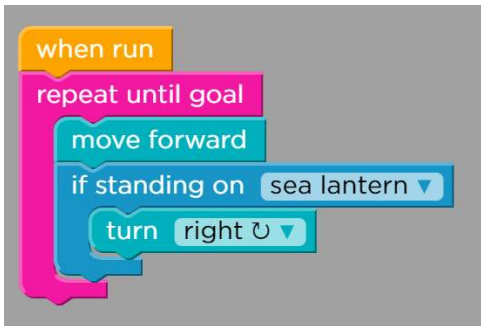 when run
repeat until goal
move forward
if standing on sea lantern ▼
turn right ↻ ▼